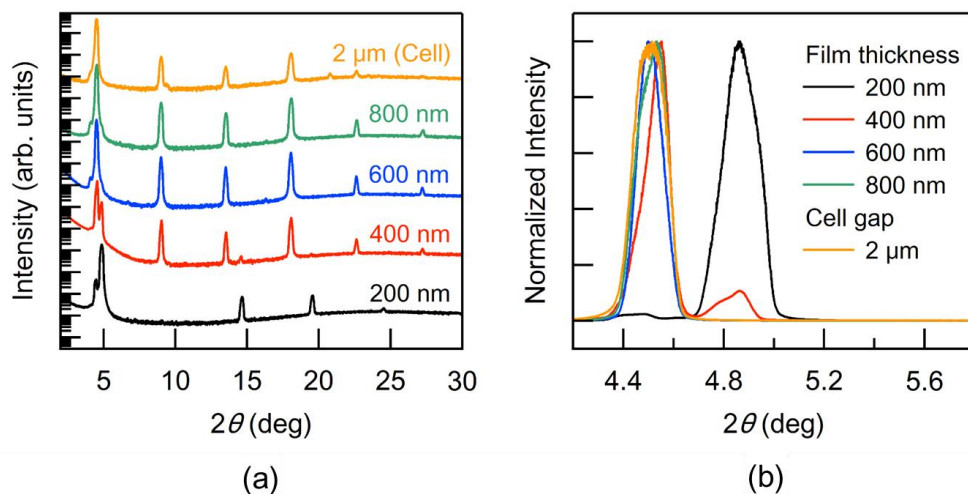 Intensity (arb. units)
2 μm (Cell)
800 nm
600 nm
400 nm
200 nm
5 10 15 20 25 30
2θ (deg)
(a)
Normalized Intensity
Film thickness
200 nm
400 nm
600 nm
800 nm
Cell gap
2 μm
4.4 4.8 5.2 5.6
2θ (deg)
(b)